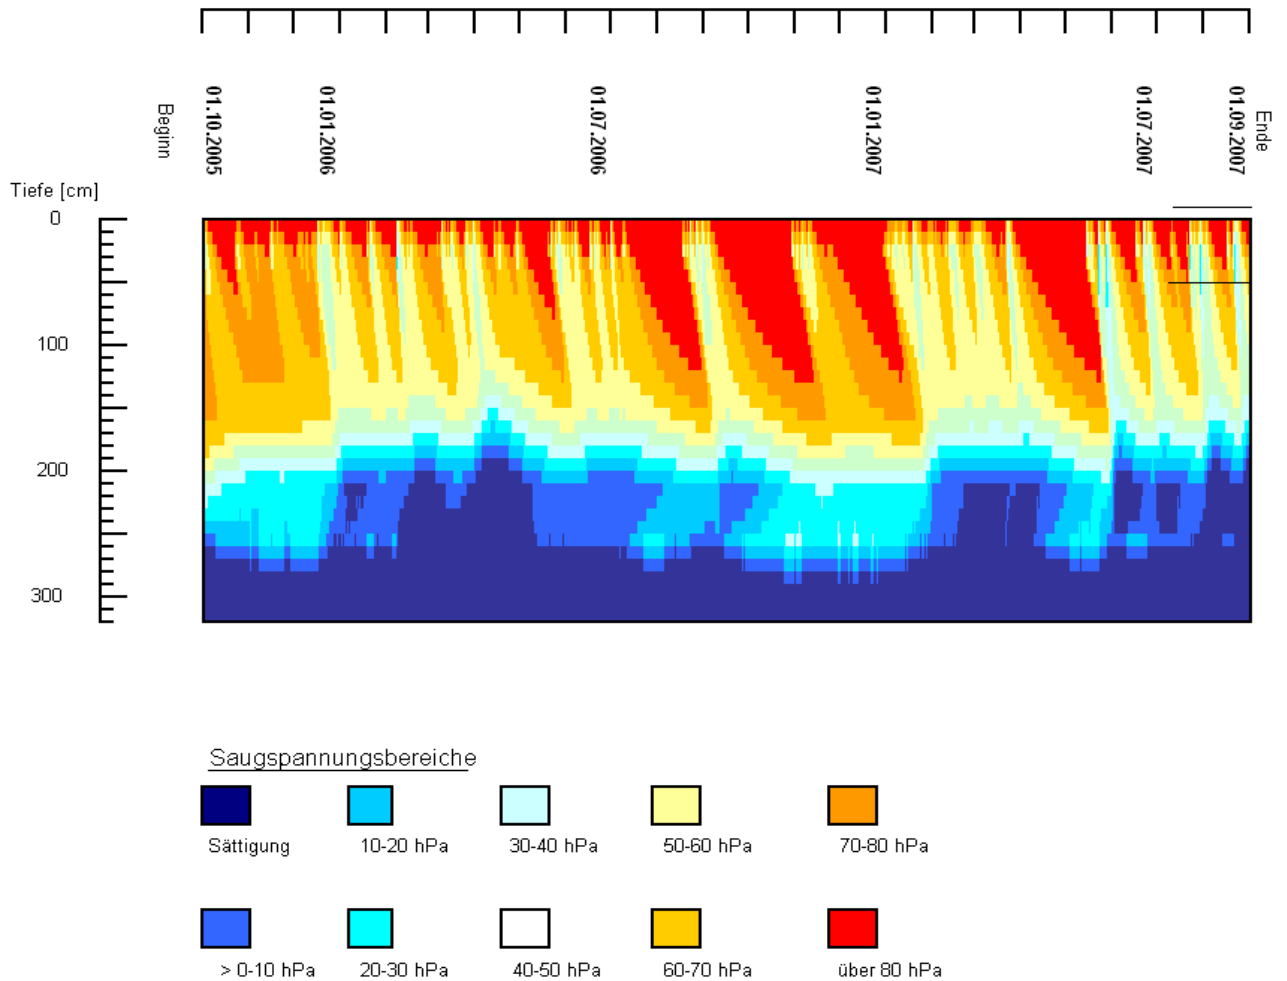 01.10.2005
01.01.2006
01.07.2006
01.01.2007
01.07.2007
01.09.2007
Beginn
Ende
Tiefe [cm]
0
100
200
300
Saugspannungsbereiche
Sättigung
10-20 hPa
30-40 hPa
50-60 hPa
70-80 hPa
> 0-10 hPa
20-30 hPa
40-50 hPa
60-70 hPa
über 80 hPa